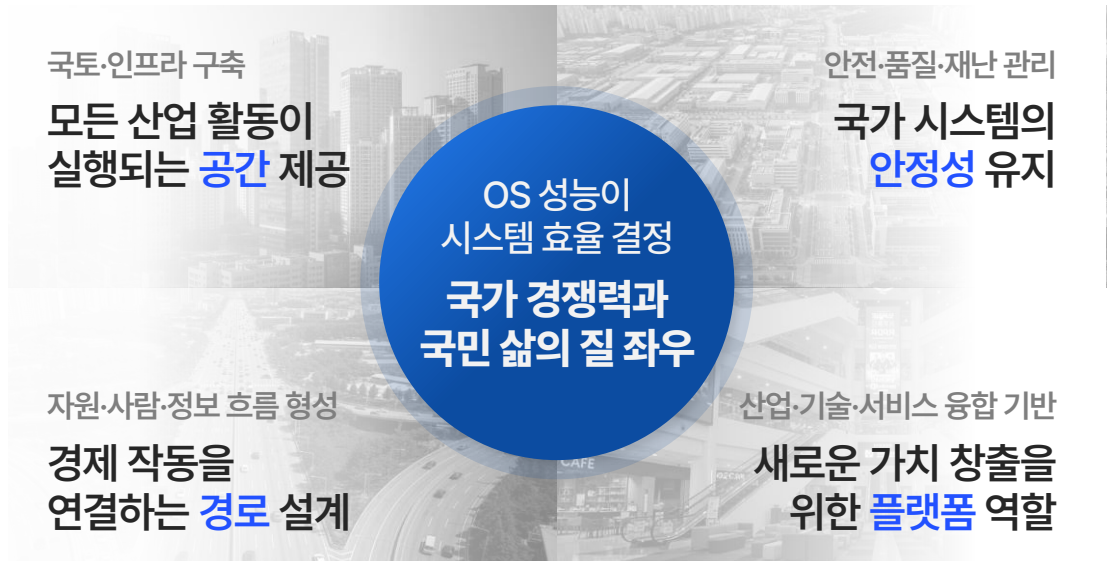 국토·인프라 구축
모든 산업 활동이
실행되는 공간 제공
안전·품질·재난 관리
국가 시스템의
안정성 유지
OS 성능이
시스템 효율 결정
국가 경쟁력과
국민 삶의 질 좌우
자원·사람·정보 흐름 형성
경제 작동을
연결하는 경로 설계
산업·기술·서비스 융합 기반
새로운 가치 창출을
위한 플랫폼 역할
CAFE